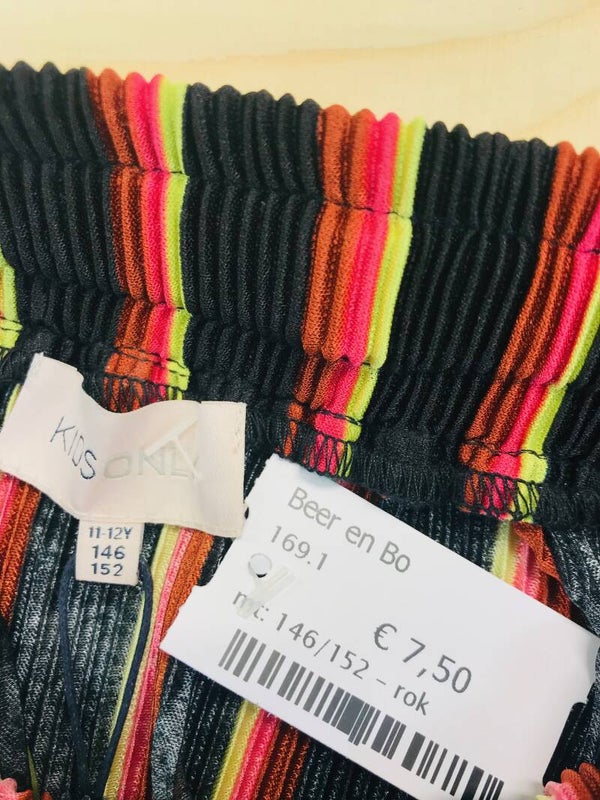 KIDS ONLY
11-12Y
146
152
Beer en Bo
169.1
€ 7,50
mt: 146/152 - rok